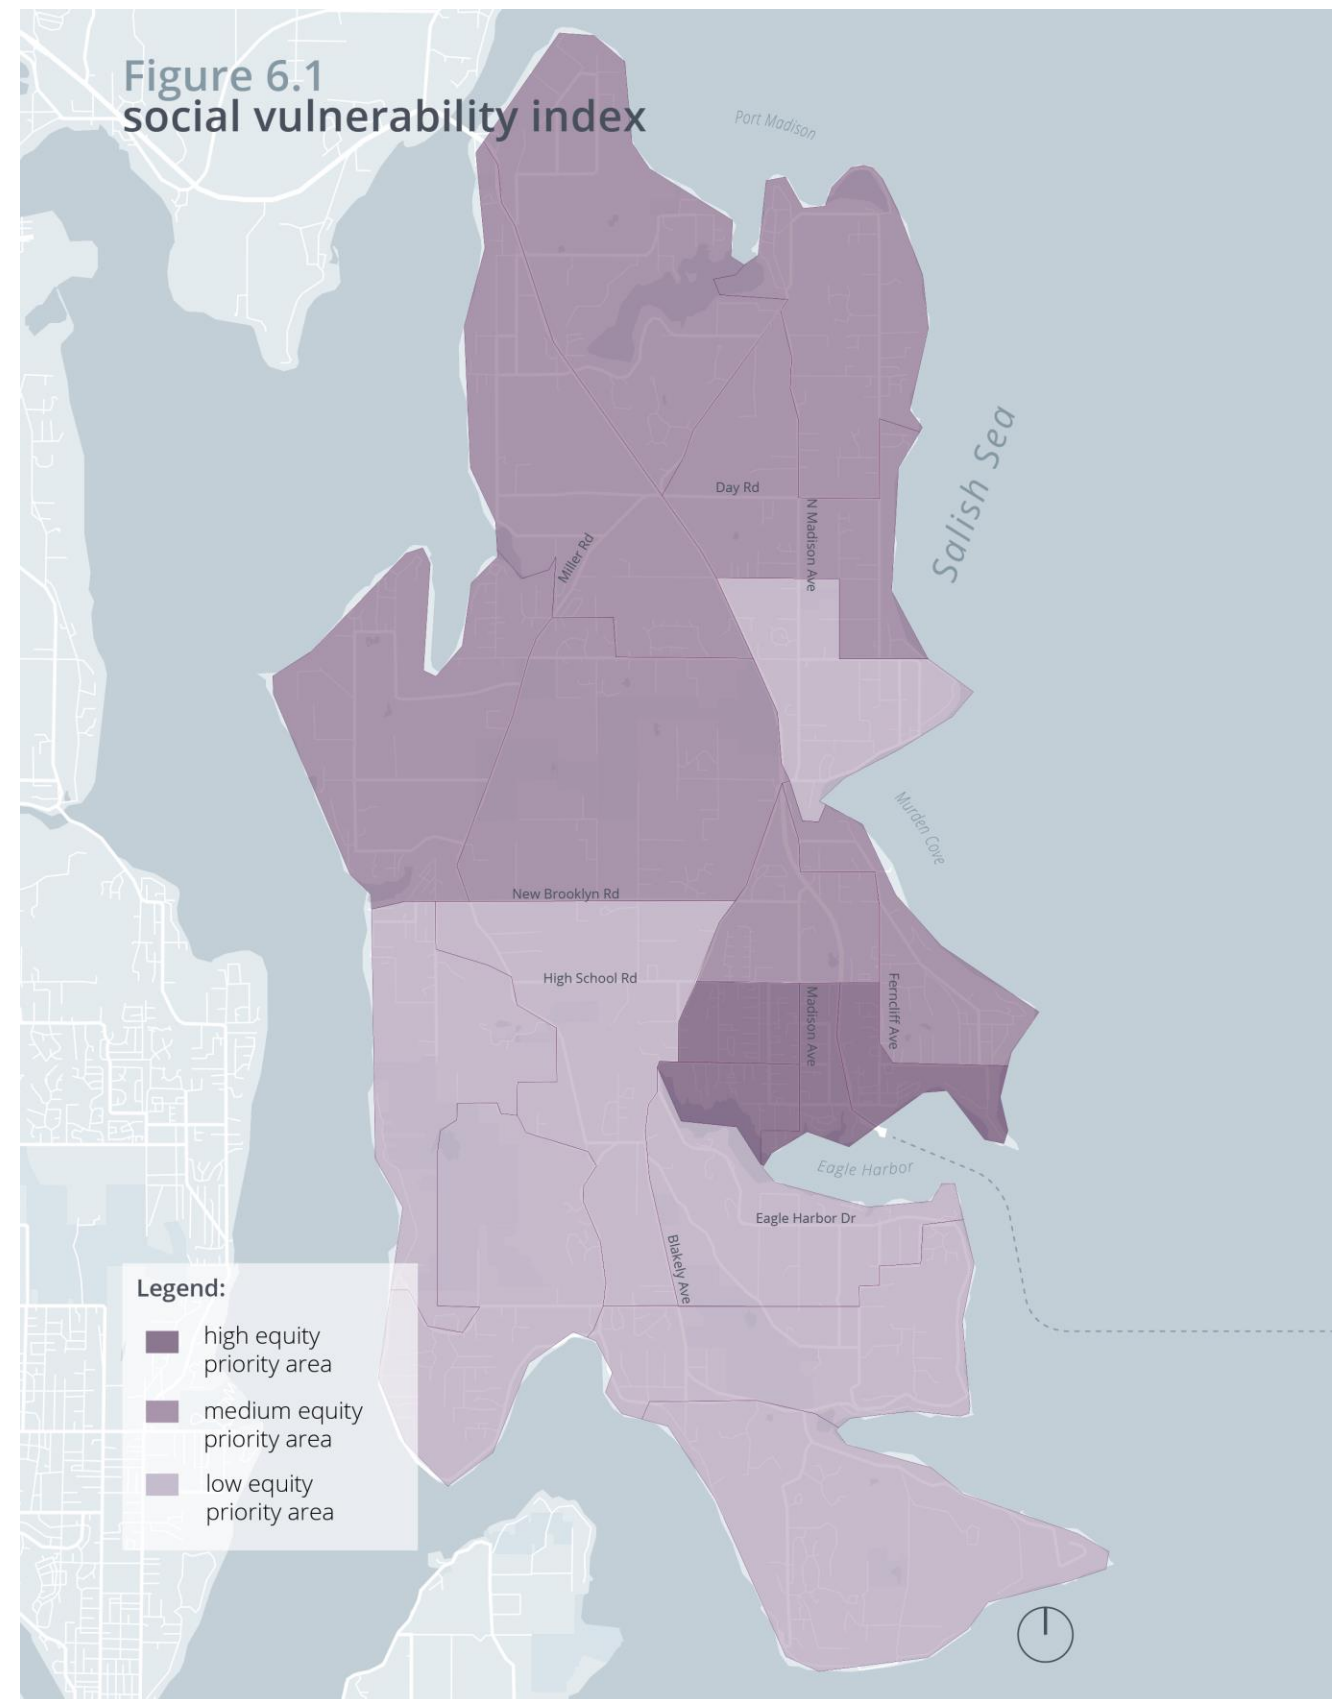 Figure 6.1
social vulnerability index
Port Madison
Salish Sea
Day Rd
N Madison Ave
Miller Rd
Murden Cove
New Brooklyn Rd
High School Rd
Madison Ave
Ferncliff Ave
Eagle Harbor
Eagle Harbor Dr
Blakely Ave
Legend:
high equity
priority area
medium equity
priority area
low equity
priority area